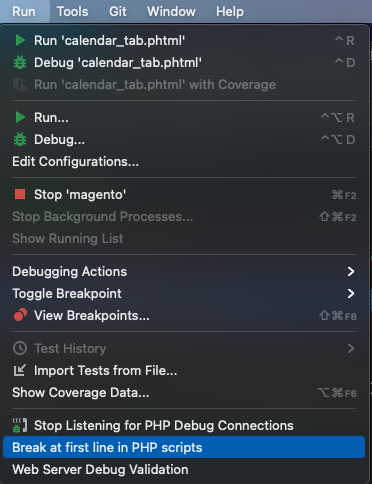 Run Tools Git Window Help
Run 'calendar_tab.phtml' ⌃R
Debug 'calendar_tab.phtml' ⌃D
Run 'calendar_tab.phtml' with Coverage
Run... ⌃⌥R
Debug... ⌃⌥D
Edit Configurations...
Stop 'magento' ⌘F2
Stop Background Processes... ⇧⌘F2
Show Running List
Debugging Actions
Toggle Breakpoint
View Breakpoints... ⇧⌘F8
Test History
Import Tests from File...
Show Coverage Data... ⌥⌘F6
Stop Listening for PHP Debug Connections
Break at first line in PHP scripts
Web Server Debug Validation